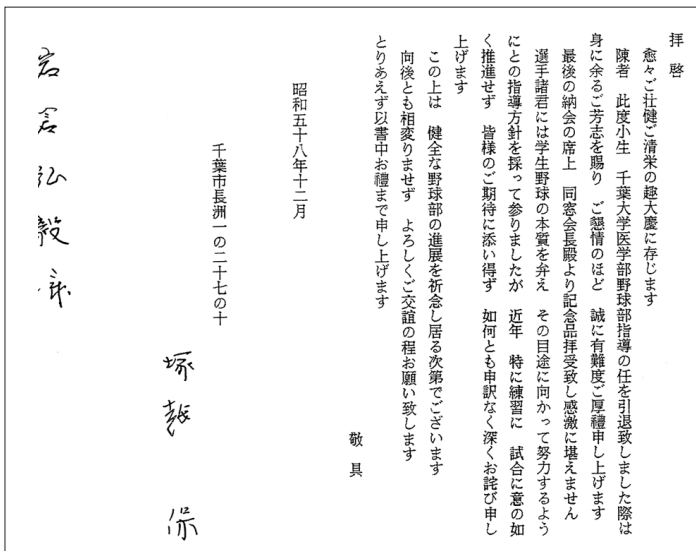 拝啓
愈々ご壮健ご清栄の趣大慶に存じます
陳者　此度小生　千葉大学医学部野球部指導の任を引退致しました際は
身に余るご芳志を賜り　ご懇情のほど　誠に有難度ご厚禮申し上げます
最後の納会の席上　同窓会長殿より記念品拝受致し感激に堪えません
選手諸君には学生野球の本質を弁え　その目途に向かって努力するよう
にとの指導方針を採って参りましたが　近年　特に練習に　試合に意の如
く推進せず　皆様のご期待に添い得ず　如何とも申訳なく深くお詫び申し
上げます
この上は　健全な野球部の進展を祈念し居る次第でございます
向後とも相変りませず　よろしくご交誼の程お願い致します
とりあえず以書中お禮まで申し上げます
敬具
昭和五十八年十二月
千葉市長洲一の二十七の十
塚越　保
岩倉弘毅